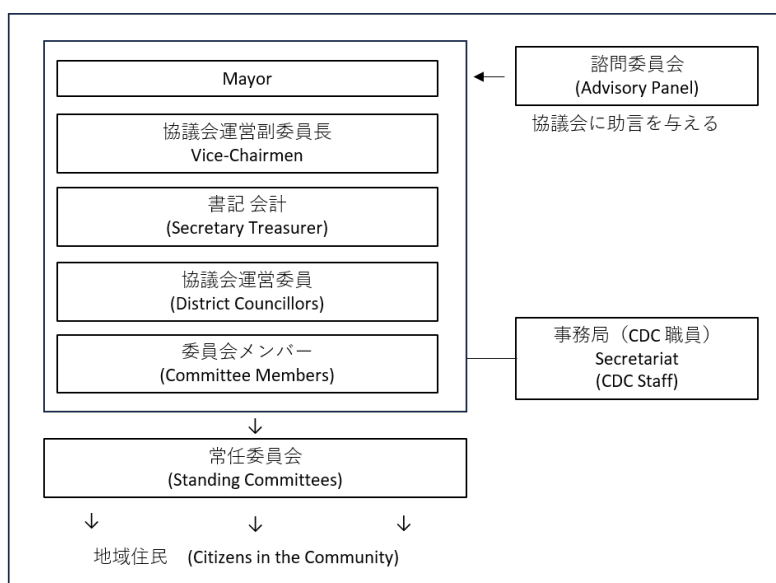 Mayor
諮問委員会
(Advisory Panel)
協議会に助言を与える
協議会運営副委員長
Vice-Chairmen
書記 会計
(Secretary Treasurer)
協議会運営委員
(District Councillors)
委員会メンバー
(Committee Members)
事務局（CDC 職員）
Secretariat
(CDC Staff)
常任委員会
(Standing Committees)
地域住民 (Citizens in the Community)